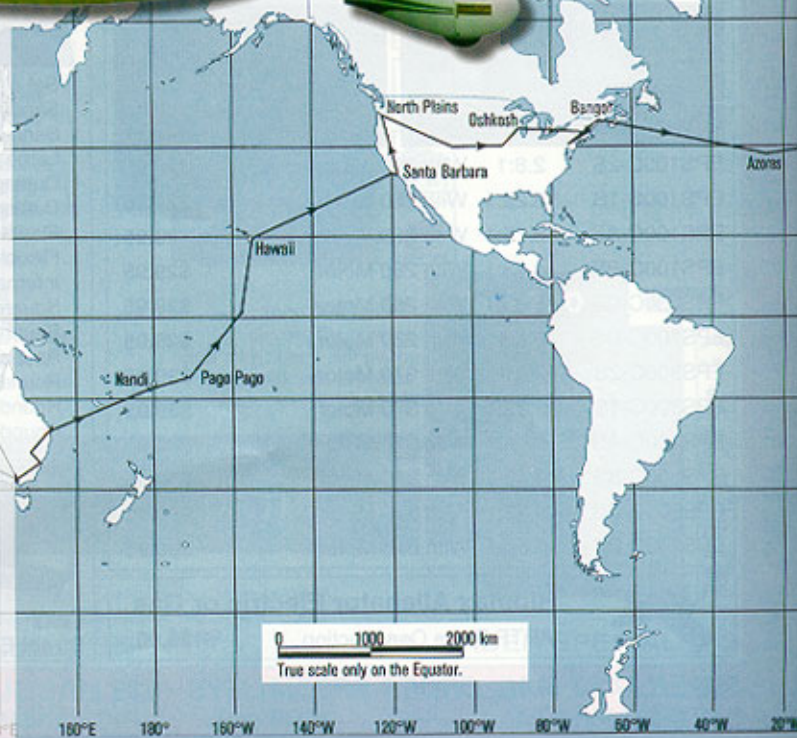 North Plains
Oshkosh
Bangor
Azores
Santa Barbara
Hawaii
Nandi
Pago Pago
0 1000 2000 km
True scale only on the Equator.
160°E 180° 160°W 140°W 120°W 100°W 80°W 60°W 40°W 20°W